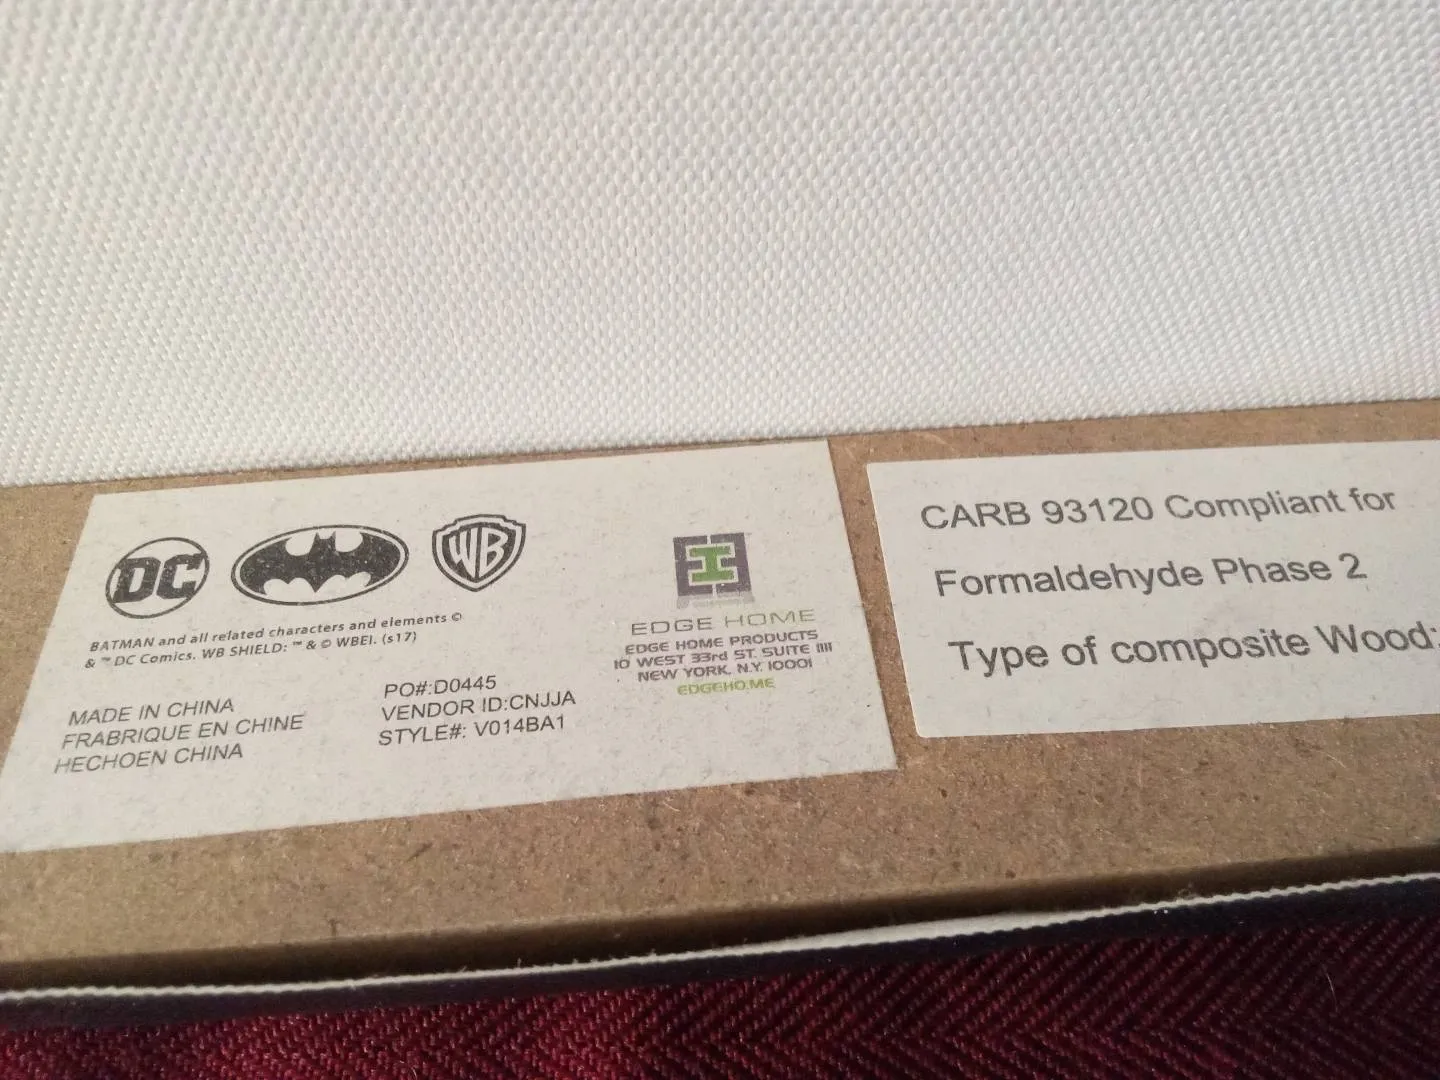 DC
WB
BATMAN and all related characters and elements ©
& ™ DC Comics. WB SHIELD: ™ & © WBEI. (s17)
MADE IN CHINA
FRABRIQUE EN CHINE
HECHOEN CHINA
PO#:D0445
VENDOR ID:CNJJA
STYLE#: V014BA1
EDGE HOME
EDGE HOME PRODUCTS
10 WEST 33rd ST. SUITE 1111
NEW YORK, N.Y. 10001
EDGEHO.ME
CARB 93120 Compliant for
Formaldehyde Phase 2
Type of composite Wood: